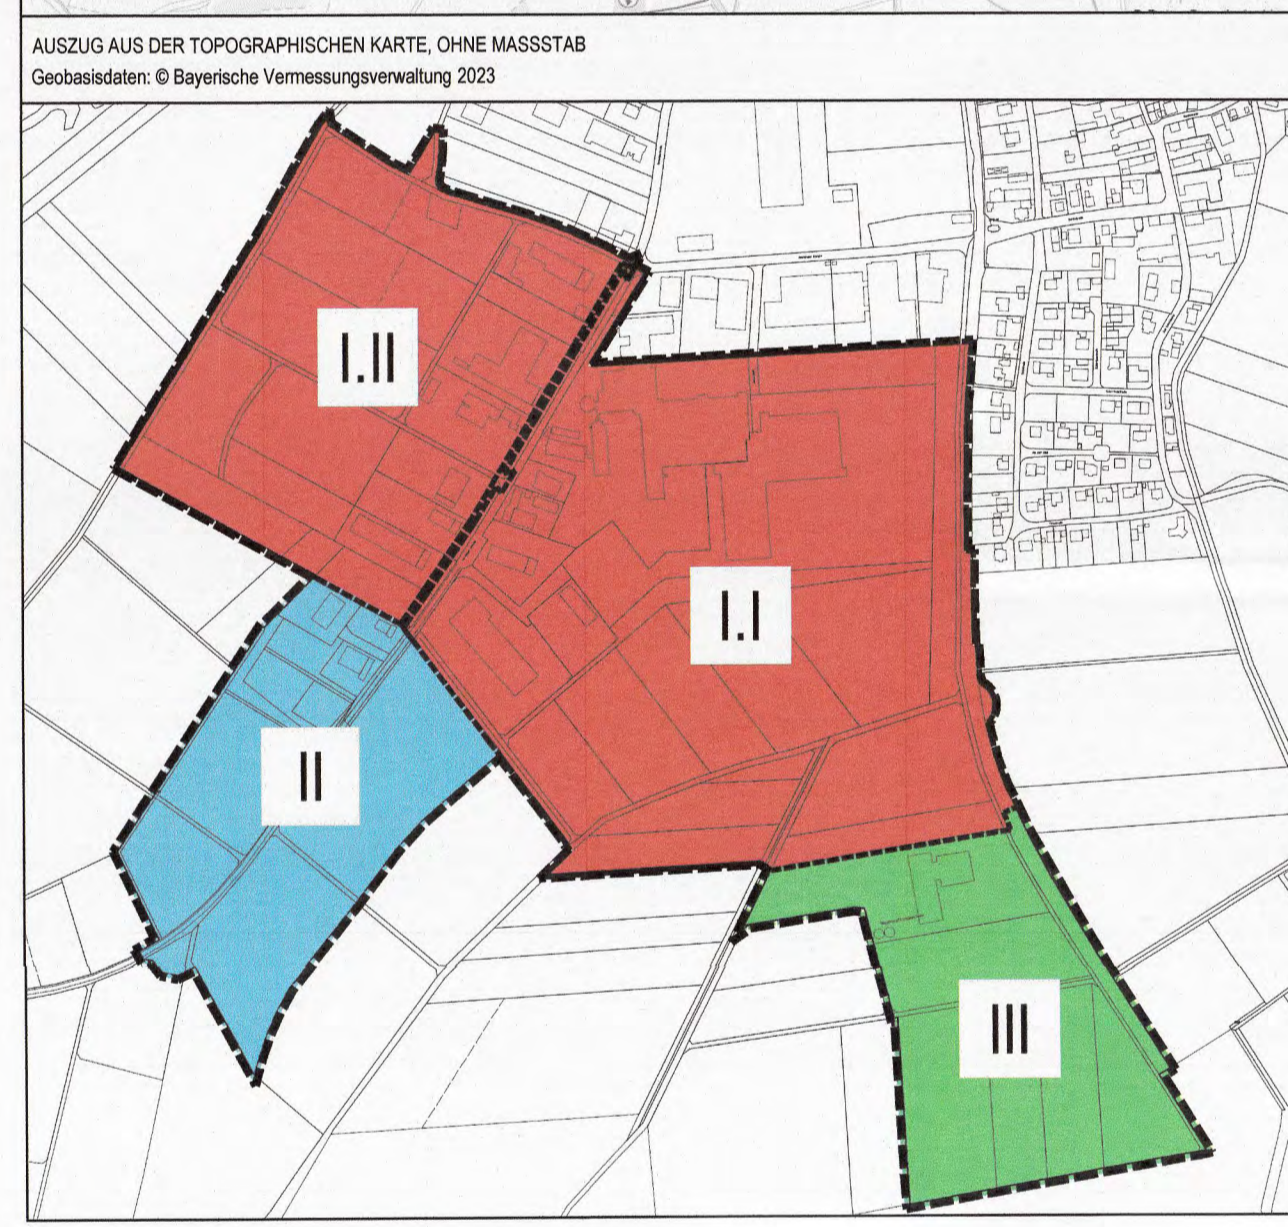 AUSZUG AUS DER TOPOGRAPHISCHEN KARTE, OHNE MASSSTAB
Geobasisdaten: © Bayerische Vermessungsverwaltung 2023
I.II
I.I
II
III